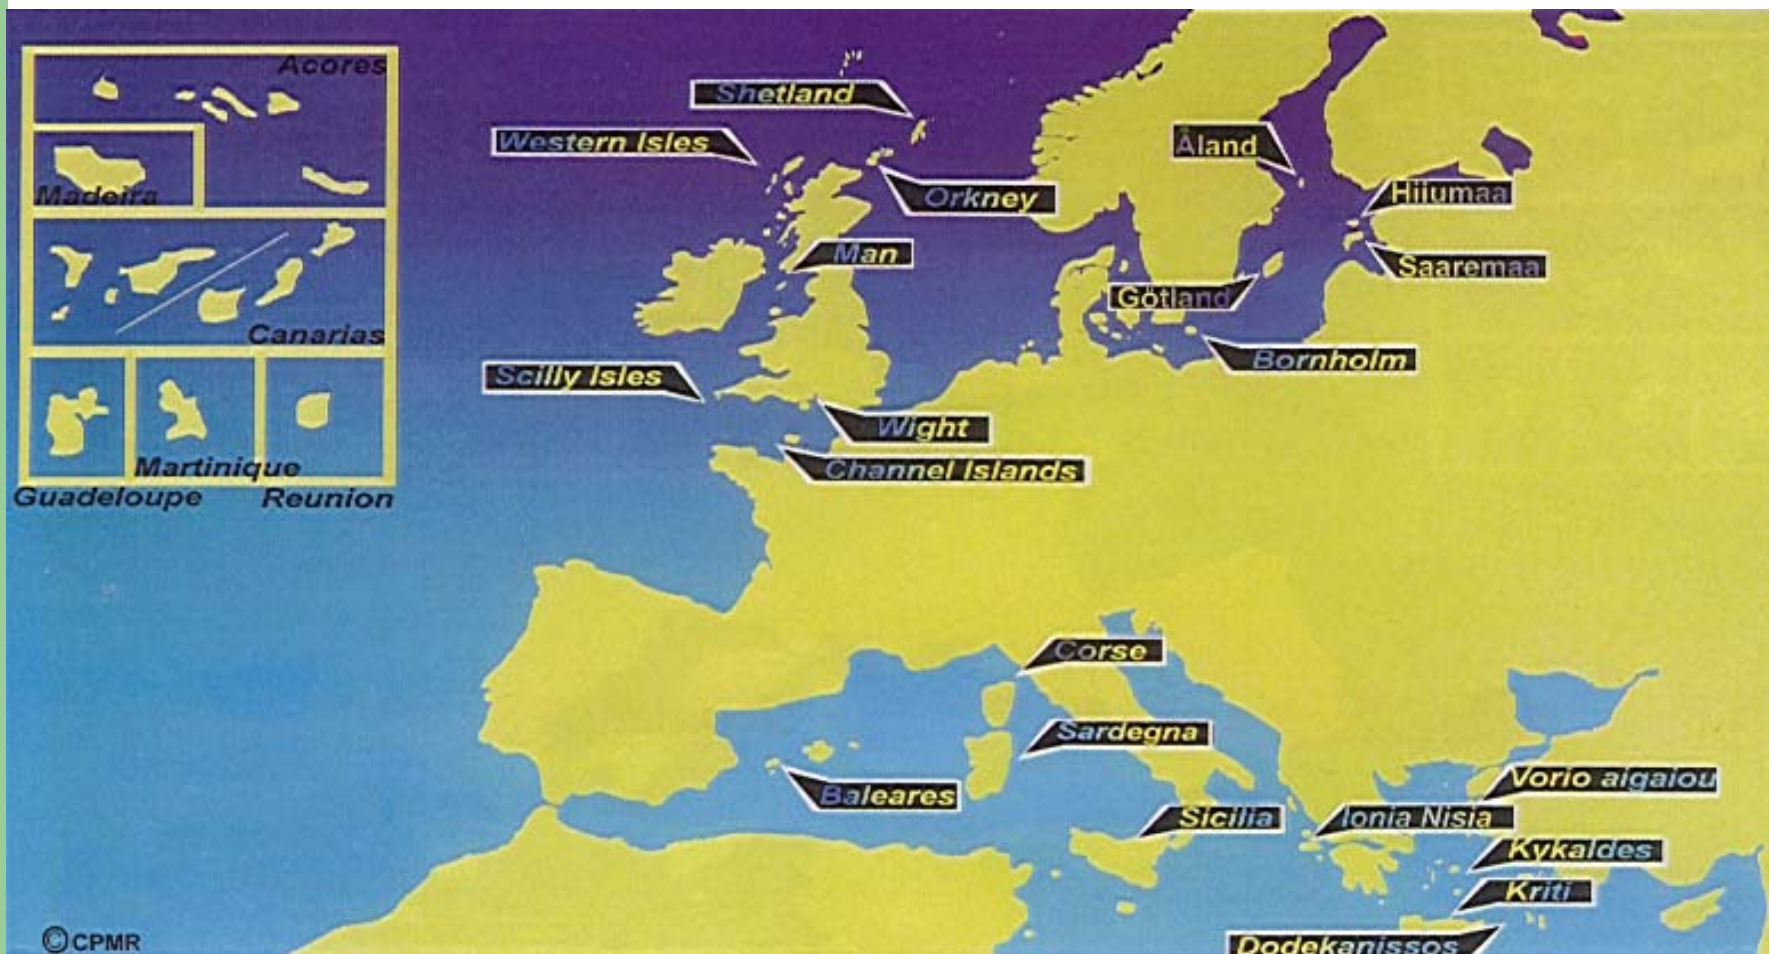 Acores
Madeira
Canarias
Martinique
Guadeloupe
Reunion
Shetland
Western Isles
Orkney
Åland
Hiiumaa
Man
Saaremaa
Götland
Bornholm
Scilly Isles
Wight
Channel Islands
Corse
Sardegna
Baleares
Sicilia
Ionia Nisia
Vorio aigaiou
Kykaldes
Kriti
Dodekanissos
©CPMR